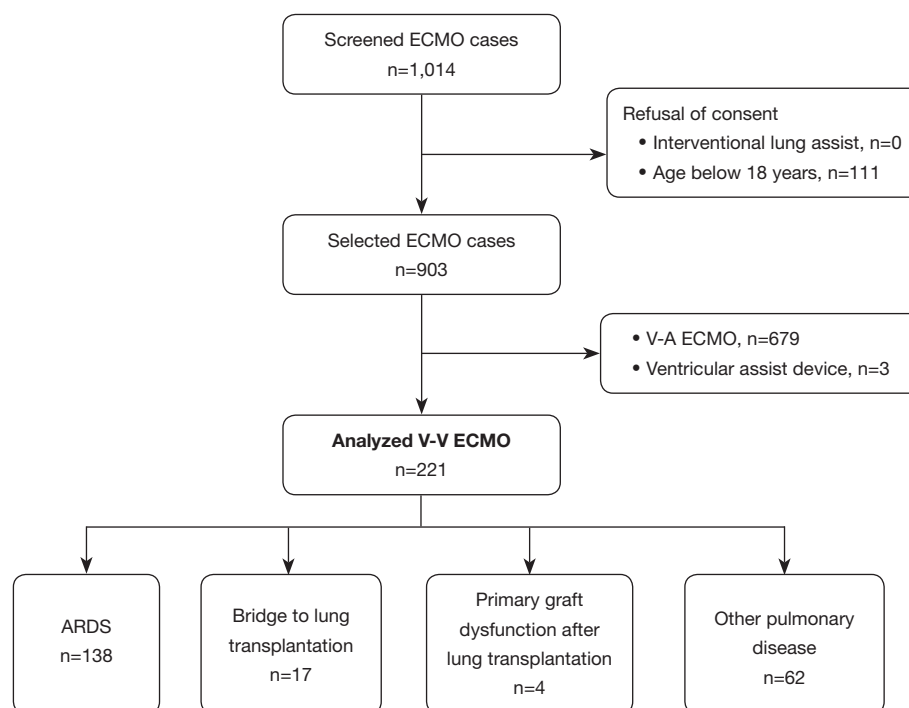 Screened ECMO cases
n=1,014
Refusal of consent
• Interventional lung assist, n=0
• Age below 18 years, n=111
Selected ECMO cases
n=903
• V-A ECMO, n=679
• Ventricular assist device, n=3
Analyzed V-V ECMO
n=221
ARDS
n=138
Bridge to lung
transplantation
n=17
Primary graft
dysfunction after
lung transplantation
n=4
Other pulmonary
disease
n=62